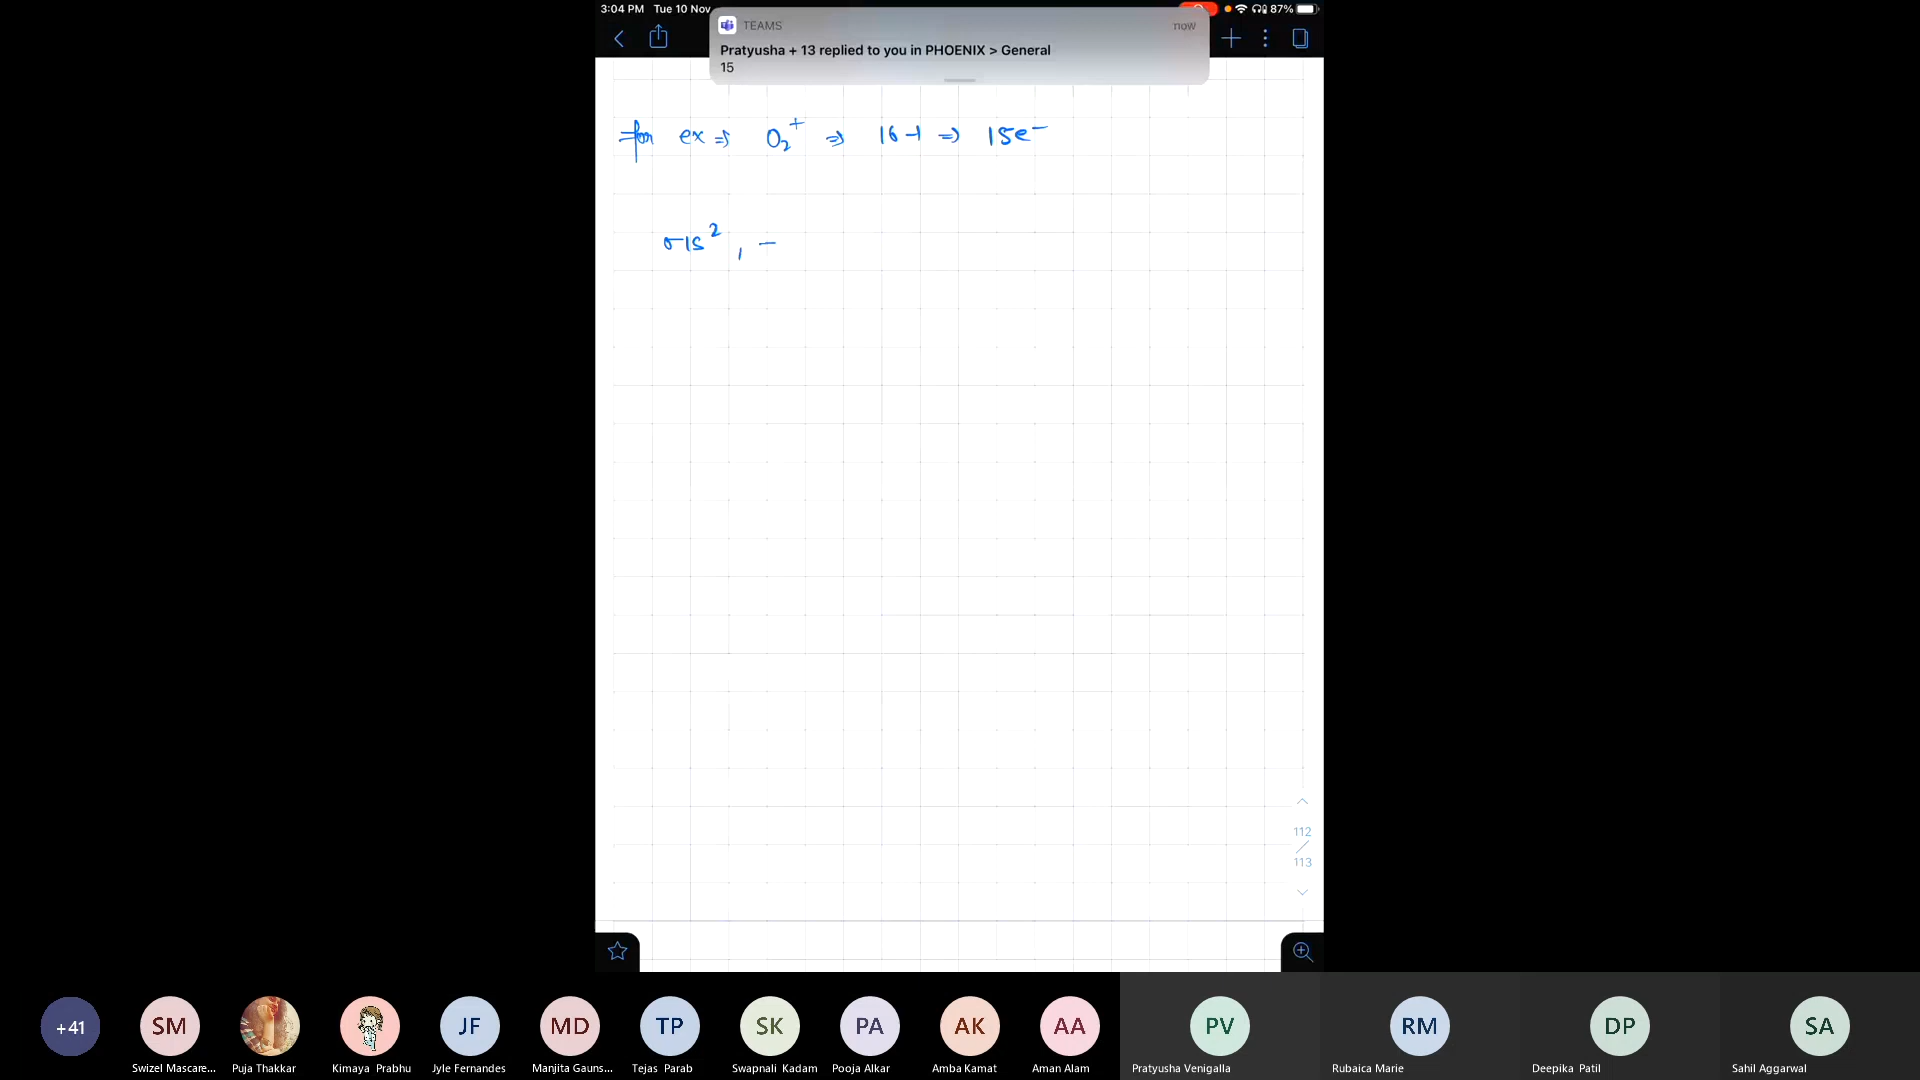 3:04 PM Tue 10 Nov
87%
TEAMS
now
Pratyusha + 13 replied to you in PHOENIX > General
15
for ex ⇒ O₂⁺ ⇒ 16-1 ⇒ 15e⁻
σ1s² , -
112
/
113
+41
SM
JF
MD
TP
SK
PA
AK
AA
PV
RM
DP
SA
Swizel Mascare...
Puja Thakkar
Kimaya Prabhu
Jyle Fernandes
Manjita Gauns...
Tejas Parab
Swapnali Kadam
Pooja Alkar
Amba Kamat
Aman Alam
Pratyusha Venigalla
Rubaica Marie
Deepika Patil
Sahil Aggarwal